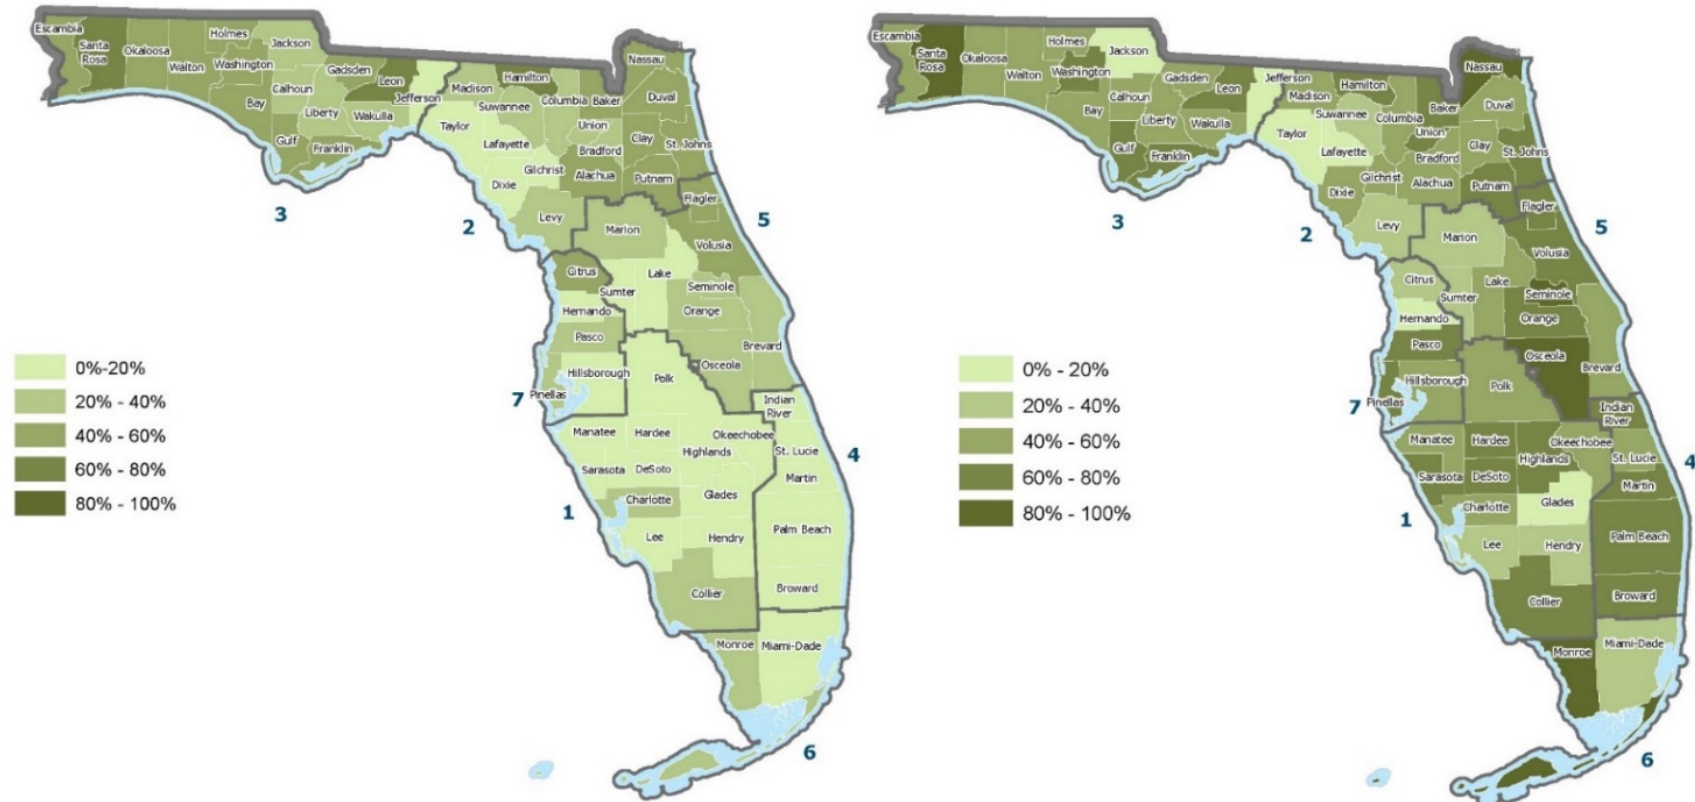 Escambia
Santa
Rosa
Okaloosa
Walton
Holmes
Washington
Jackson
Bay
Calhoun
Gulf
Liberty
Franklin
Gadsden
Leon
Wakulla
Jefferson
Madison
Taylor
Hamilton
Suwannee
Lafayette
Dixie
Columbia
Gilchrist
Levy
Baker
Union
Bradford
Alachua
Nassau
Duval
Clay
St. Johns
Putnam
Flagler
Marion
Volusia
Citrus
Sumter
Lake
Seminole
Hernando
Orange
Pasco
Brevard
Osceola
Hillsborough
Polk
Pinellas
Indian
River
Manatee
Hardee
Okeechobee
Highlands
St. Lucie
Sarasota
DeSoto
Martin
Charlotte
Glades
Lee
Hendry
Palm Beach
Collier
Broward
Monroe
Miami-Dade
3
2
5
7
4
1
6
0%-20%
20% - 40%
40% - 60%
60% - 80%
80% - 100%
Escambia
Santa
Rosa
Okaloosa
Walton
Holmes
Washington
Jackson
Bay
Calhoun
Gulf
Liberty
Franklin
Gadsden
Leon
Wakulla
Jefferson
Madison
Taylor
Hamilton
Suwannee
Lafayette
Dixie
Columbia
Gilchrist
Levy
Baker
Union
Bradford
Alachua
Nassau
Duval
Clay
St. Johns
Putnam
Flagler
Marion
Volusia
Citrus
Sumter
Lake
Seminole
Hernando
Orange
Pasco
Osceola
Brevard
Hillsborough
Polk
Pinellas
Indian
River
Manatee
Hardee
Okeechobee
Highlands
St. Lucie
Sarasota
DeSoto
Martin
Charlotte
Glades
Lee
Hendry
Palm Beach
Collier
Broward
Monroe
Miami-Dade
3
2
5
7
4
1
6
0% - 20%
20% - 40%
40% - 60%
60% - 80%
80% - 100%